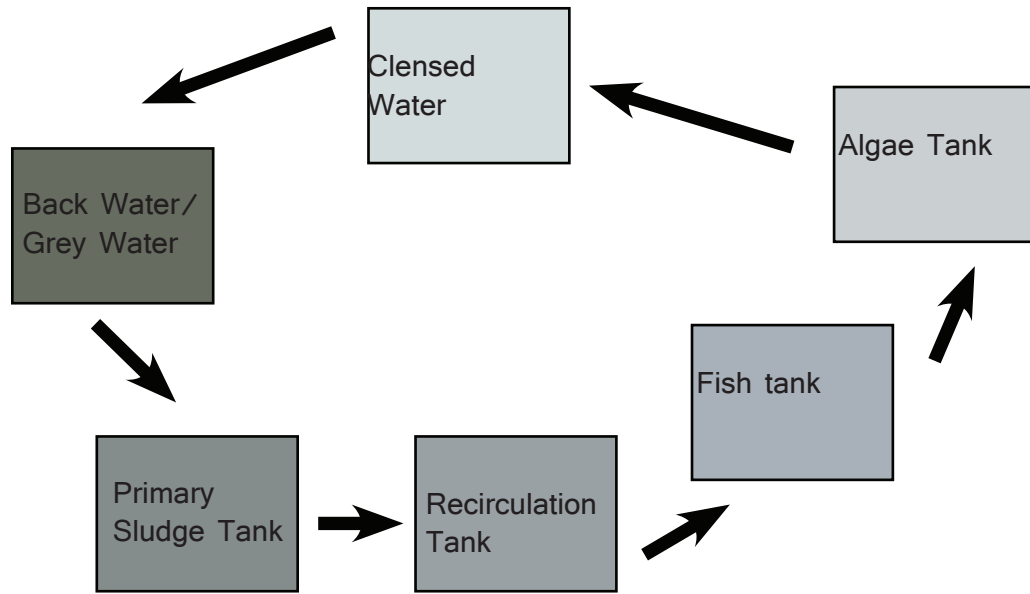 Clensed
Water
Algae Tank
Back Water/
Grey Water
Fish tank
Primary
Sludge Tank
Recirculation
Tank